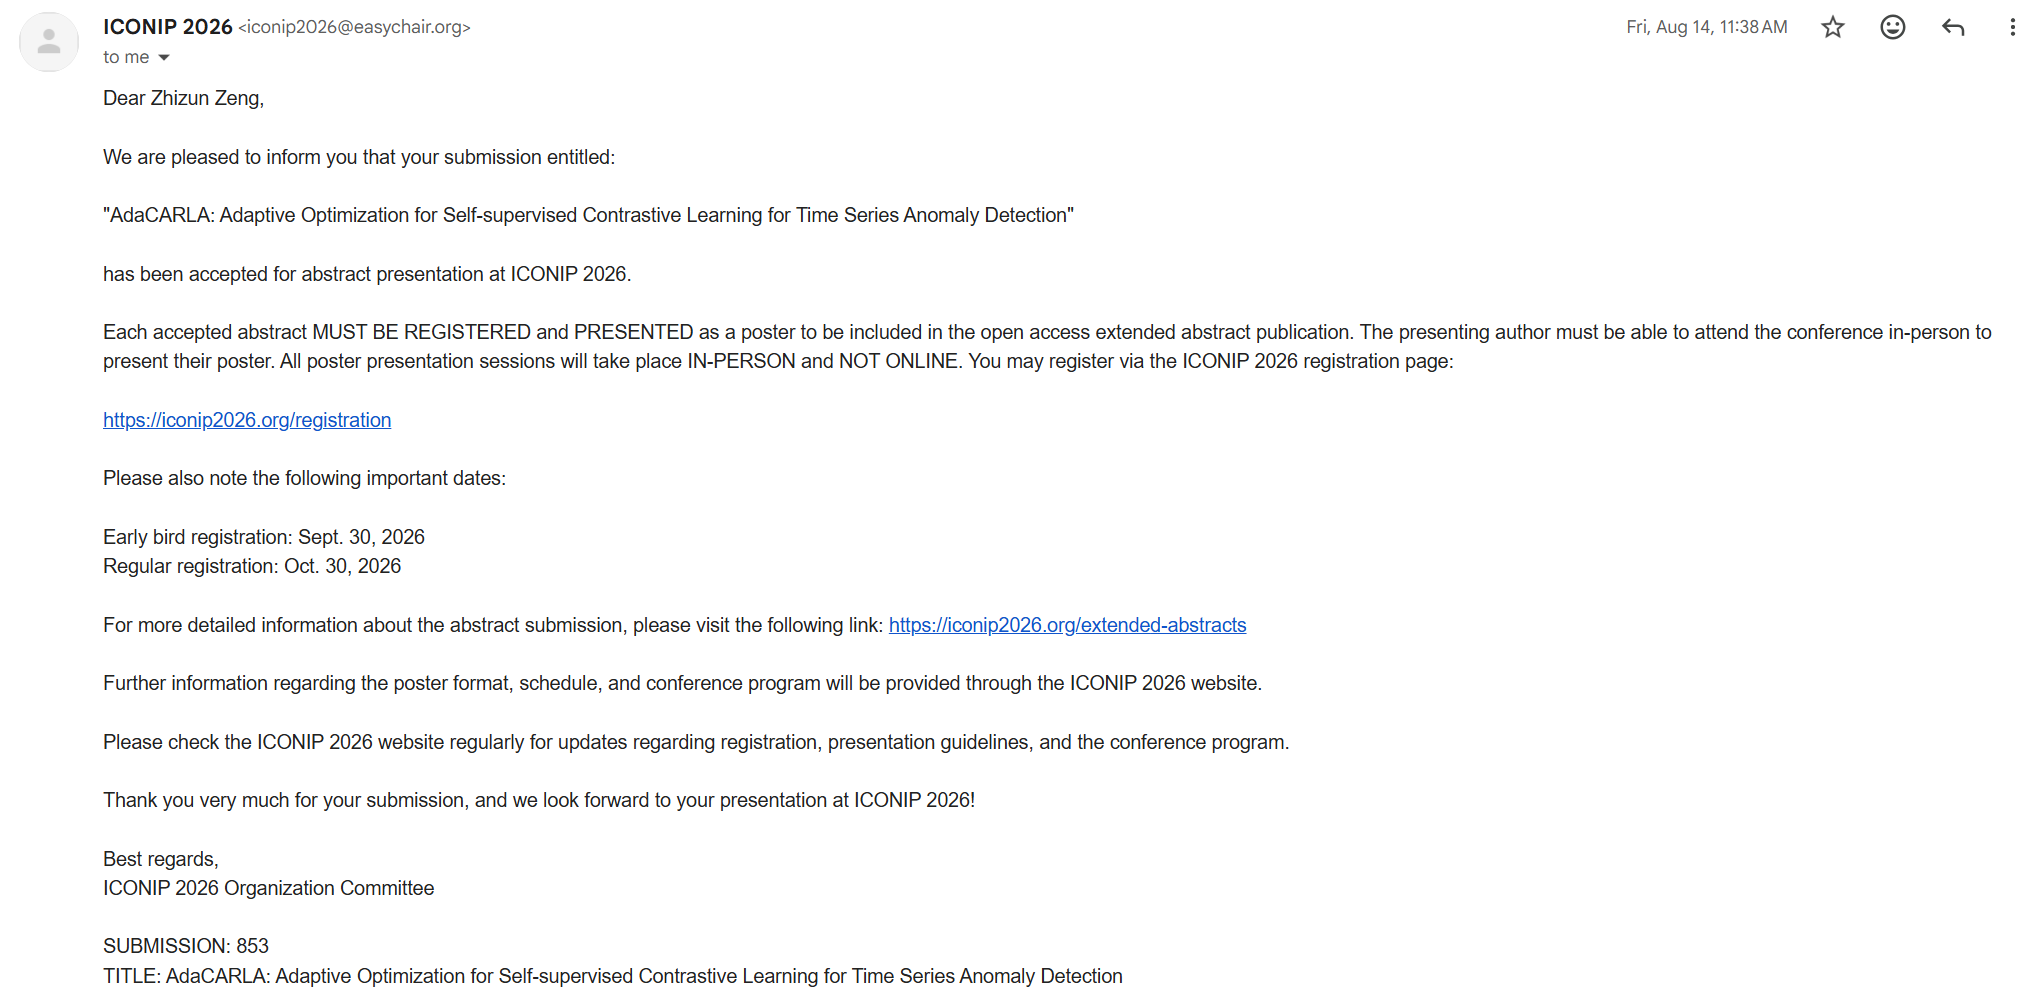 ICONIP 2026 <iconip2026@easychair.org>
Fri, Aug 14, 11:38 AM
to me
Dear Zhizun Zeng,
We are pleased to inform you that your submission entitled:
"AdaCARLA: Adaptive Optimization for Self-supervised Contrastive Learning for Time Series Anomaly Detection"
has been accepted for abstract presentation at ICONIP 2026.
Each accepted abstract MUST BE REGISTERED and PRESENTED as a poster to be included in the open access extended abstract publication. The presenting author must be able to attend the conference in-person to
present their poster. All poster presentation sessions will take place IN-PERSON and NOT ONLINE. You may register via the ICONIP 2026 registration page:
https://iconip2026.org/registration
Please also note the following important dates:
Early bird registration: Sept. 30, 2026
Regular registration: Oct. 30, 2026
For more detailed information about the abstract submission, please visit the following link: https://iconip2026.org/extended-abstracts
Further information regarding the poster format, schedule, and conference program will be provided through the ICONIP 2026 website.
Please check the ICONIP 2026 website regularly for updates regarding registration, presentation guidelines, and the conference program.
Thank you very much for your submission, and we look forward to your presentation at ICONIP 2026!
Best regards,
ICONIP 2026 Organization Committee
SUBMISSION: 853
TITLE: AdaCARLA: Adaptive Optimization for Self-supervised Contrastive Learning for Time Series Anomaly Detection